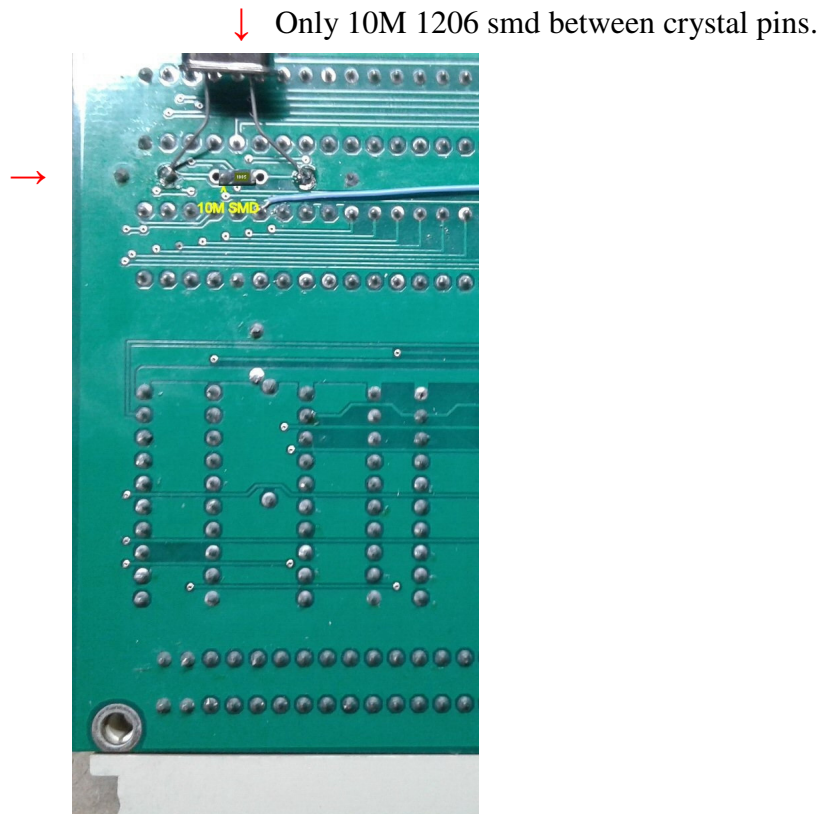 ↓ Only 10M 1206 smd between crystal pins.
→
10M SMD